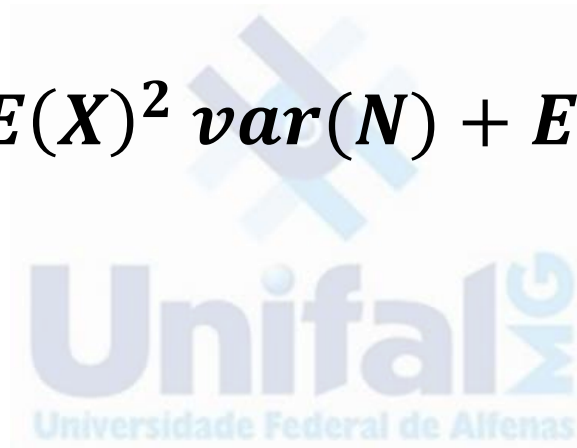 E(X)² var(N) + E
Unifal MG
Universidade Federal de Alfenas